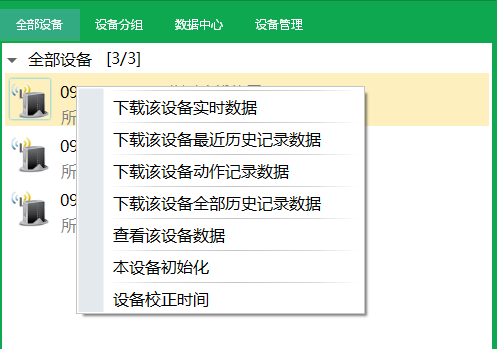 全部设备 设备分组 数据中心 设备管理
全部设备 [3/3]
09
所
下载该设备实时数据
下载该设备最近历史记录数据
09
所
下载该设备动作记录数据
09
下载该设备全部历史记录数据
所
查看该设备数据
本设备初始化
设备校正时间